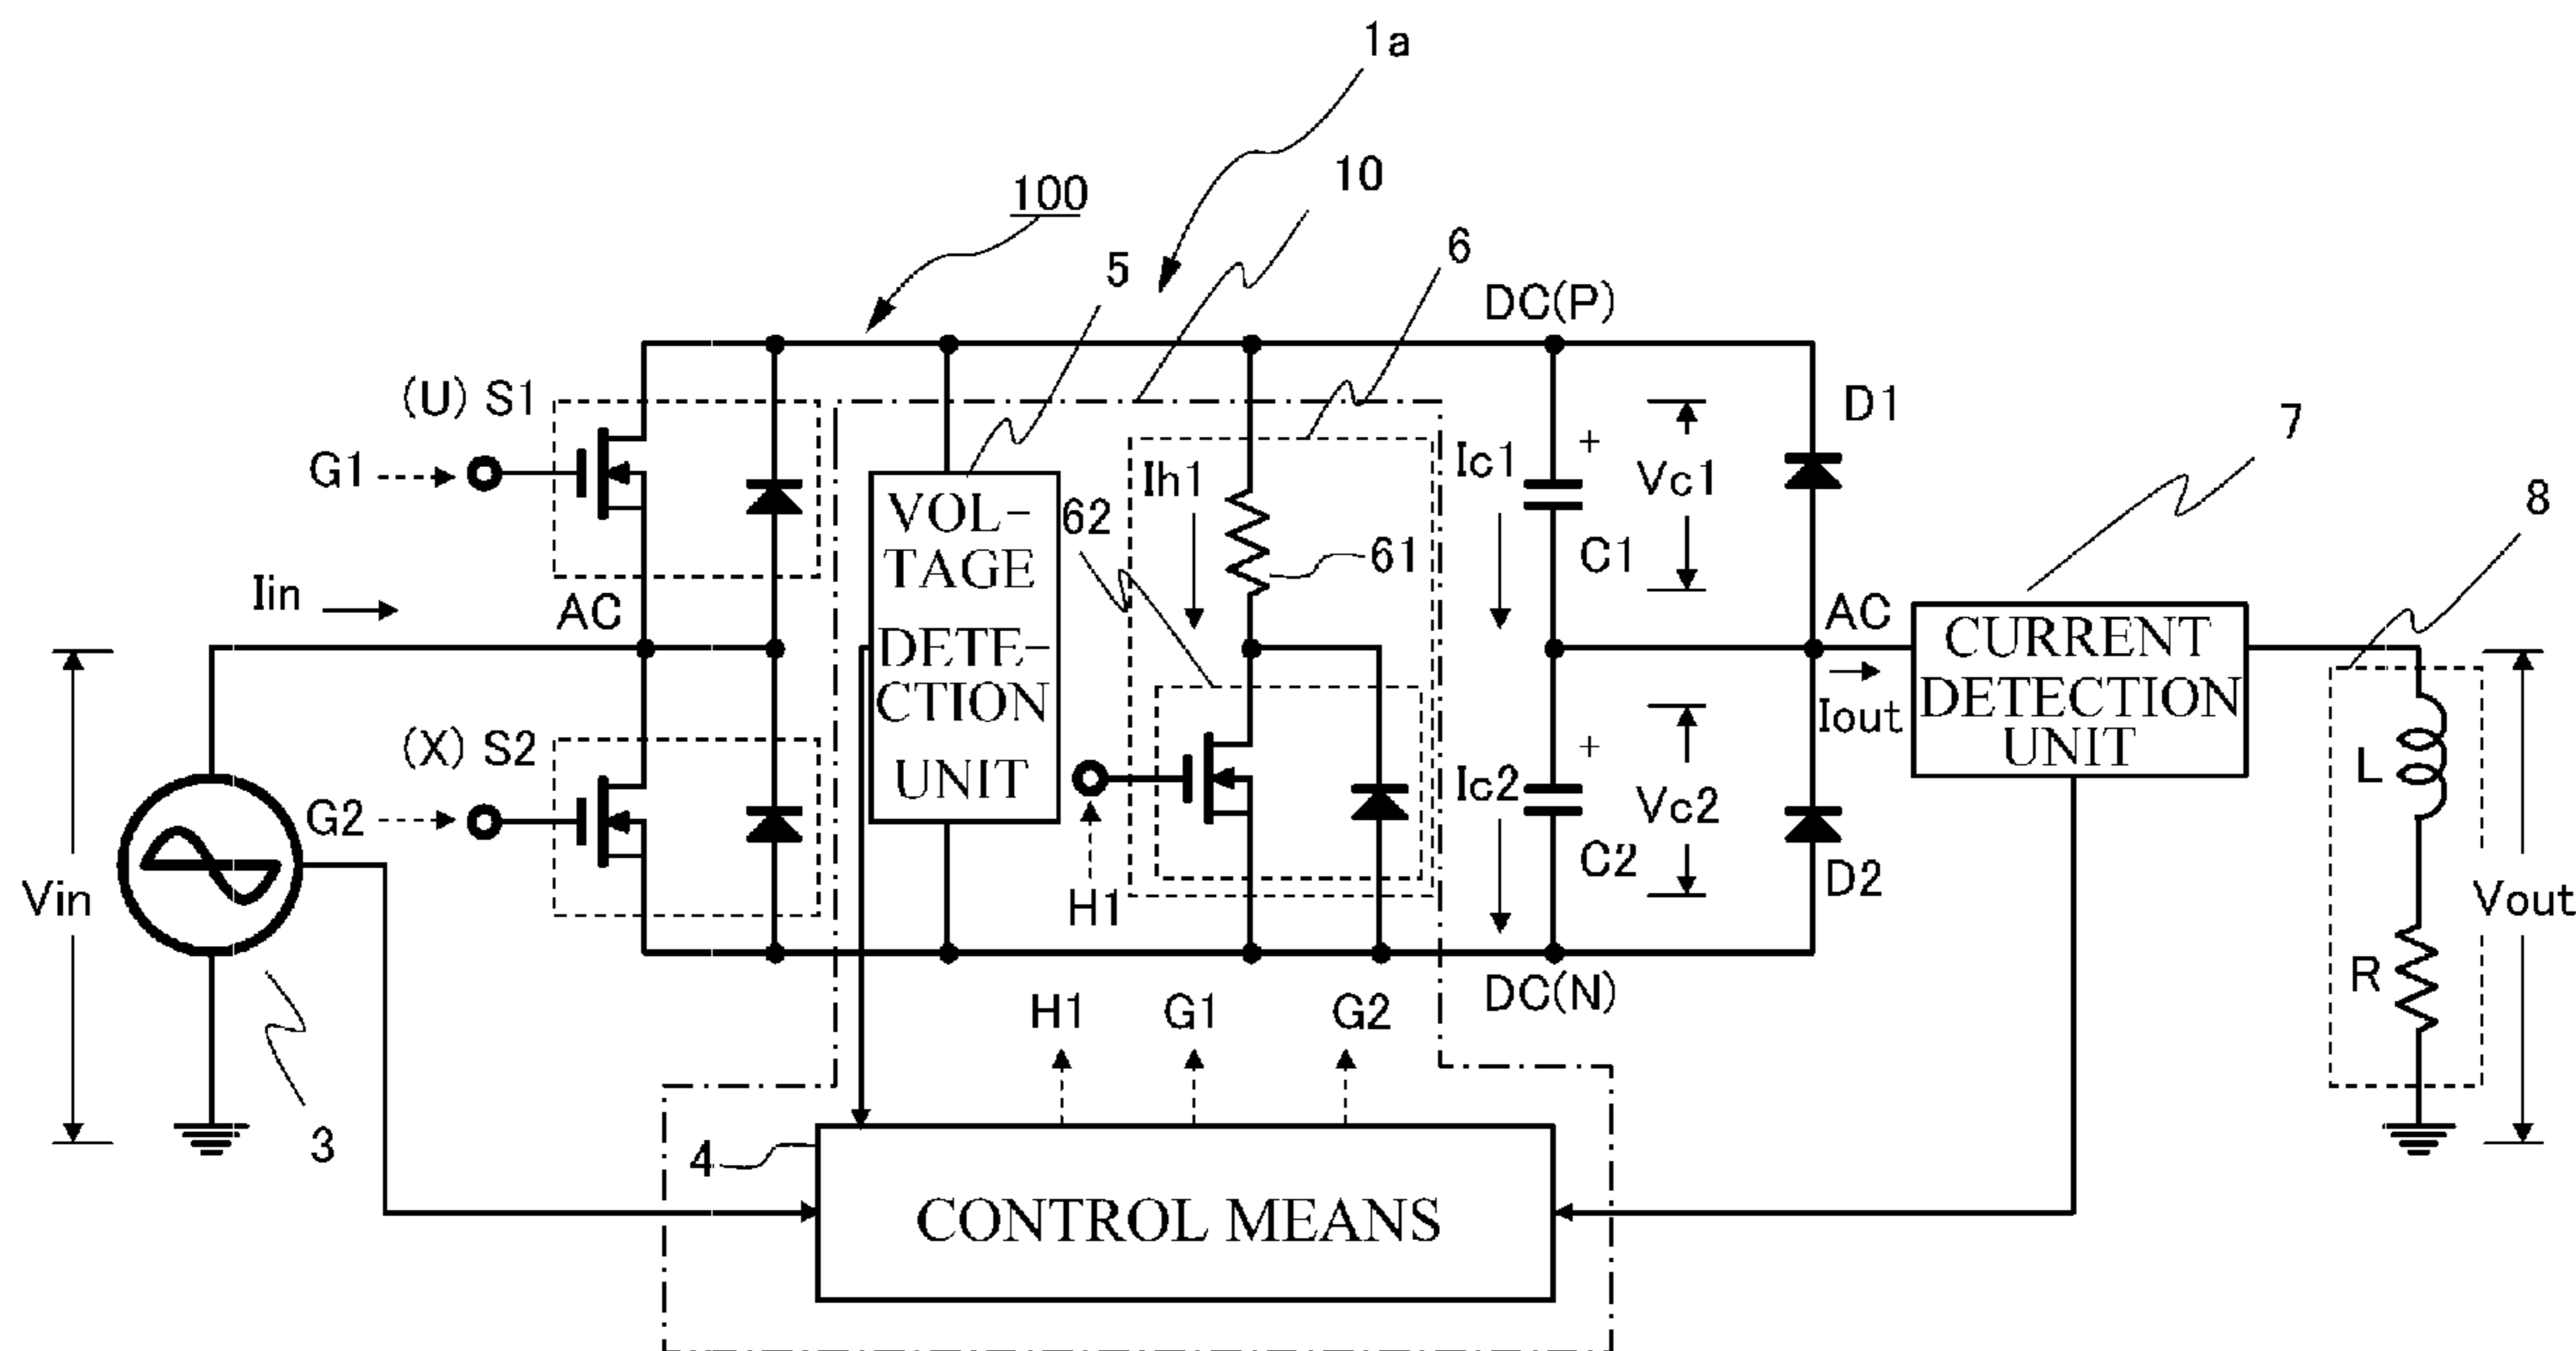 1a
10
100
6
5
DC(P)
(U) S1
D1
7
G1
Ih1
Ic1
+
Vc1
8
VOL-
TAGE
DETE-
CTION
UNIT
62
61
C1
Iin
AC
AC
CURRENT
DETECTION
UNIT
Iout
(X) S2
+
L
G2
Ic2
Vc2
C2
D2
Vin
H1
Vout
R
DC(N)
H1
G1
G2
3
4
CONTROL MEANS